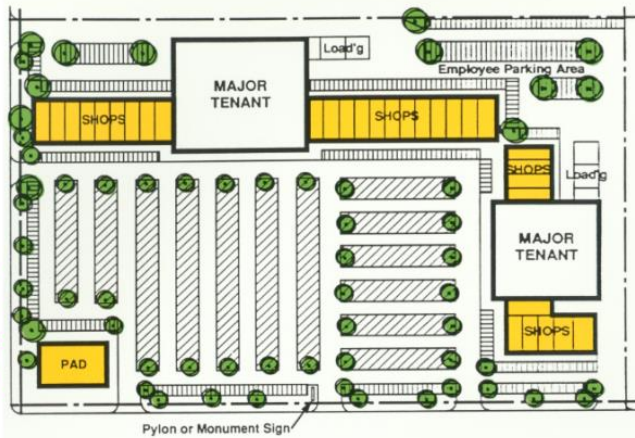 Load'g
Employee Parking Area
MAJOR
TENANT
SHOPS
SHOPS
SHOPS
Load'g
MAJOR
TENANT
SHOPS
PAD
Pylon or Monument Sign